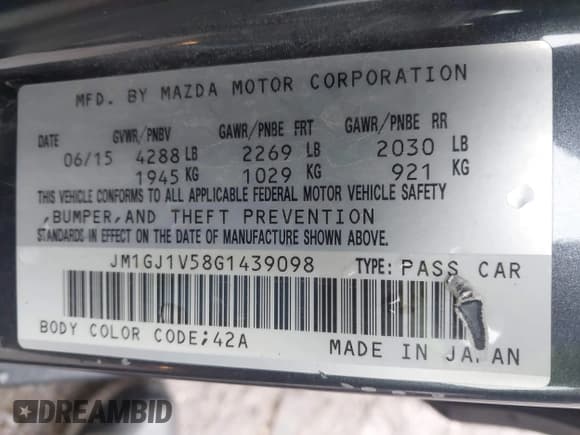 MFD. BY MAZDA MOTOR CORPORATION
DATE GVWR/PNBV GAWR/PNBE FRT GAWR/PNBE RR
06/15 4288 LB 2269 LB 2030 LB
1945 KG 1029 KG 921 KG
THIS VEHICLE CONFORMS TO ALL APPLICABLE FEDERAL MOTOR VEHICLE SAFETY
,BUMPER,AND THEFT PREVENTION
STANDARDS IN EFFECT ON THE DATE OF MANUFACTURE SHOWN ABOVE.
JM1GJ1V58G1439098 TYPE: PASS CAR
BODY COLOR CODE;42A MADE IN JAPAN
DREAMBID